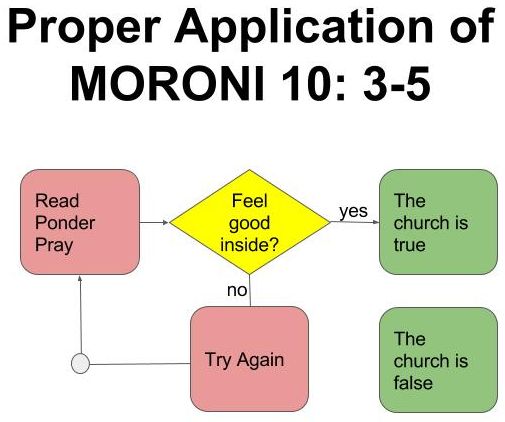 Proper Application of
MORONI 10: 3-5
Read
Ponder
Pray
Feel
good
inside?
yes
The
church is
true
no
Try Again
The
church is
false